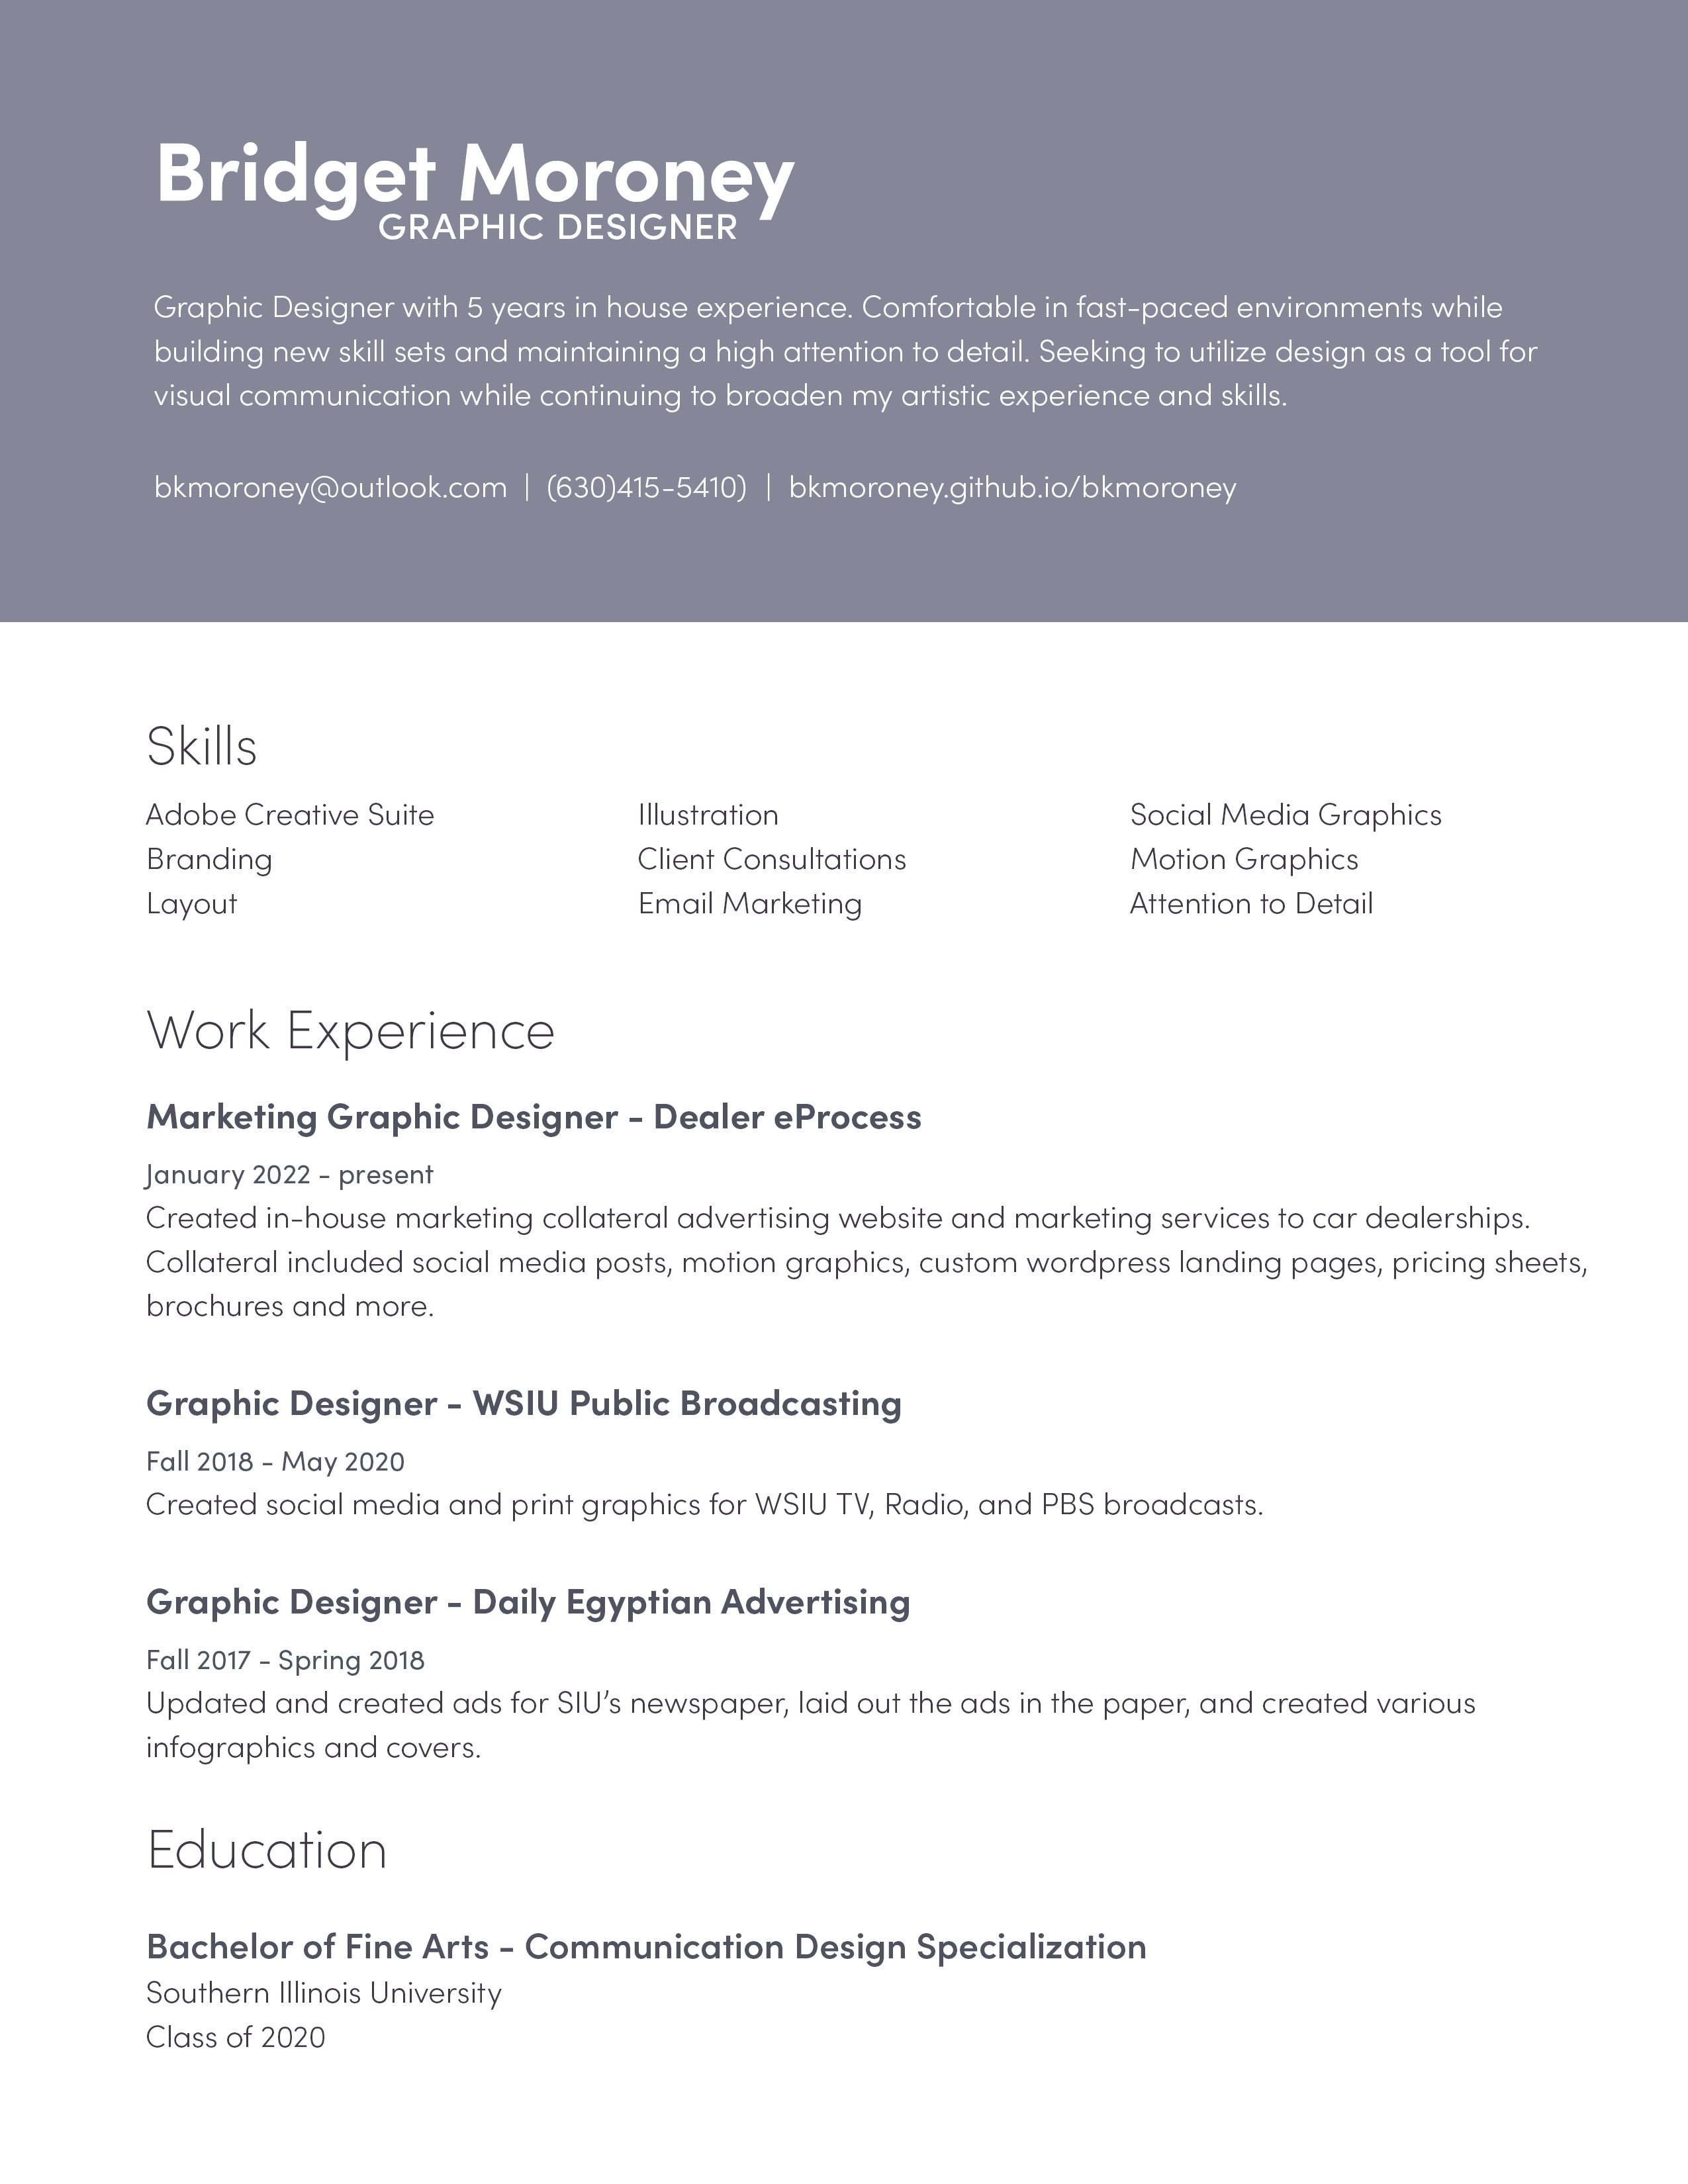 Bridget Moroney
GRAPHIC DESIGNER
Graphic Designer with 5 years in house experience. Comfortable in fast-paced environments while
building new skill sets and maintaining a high attention to detail. Seeking to utilize design as a tool for
visual communication while continuing to broaden my artistic experience and skills.
bkmoroney@outlook.com | (630)415-5410) | bkmoroney.github.io/bkmoroney
Skills
Adobe Creative Suite
Branding
Layout
Illustration
Client Consultations
Email Marketing
Social Media Graphics
Motion Graphics
Attention to Detail
Work Experience
Marketing Graphic Designer - Dealer eProcess
January 2022 - present
Created in-house marketing collateral advertising website and marketing services to car dealerships.
Collateral included social media posts, motion graphics, custom wordpress landing pages, pricing sheets,
brochures and more.
Graphic Designer - WSIU Public Broadcasting
Fall 2018 - May 2020
Created social media and print graphics for WSIU TV, Radio, and PBS broadcasts.
Graphic Designer - Daily Egyptian Advertising
Fall 2017 - Spring 2018
Updated and created ads for SIU’s newspaper, laid out the ads in the paper, and created various
infographics and covers.
Education
Bachelor of Fine Arts - Communication Design Specialization
Southern Illinois University
Class of 2020